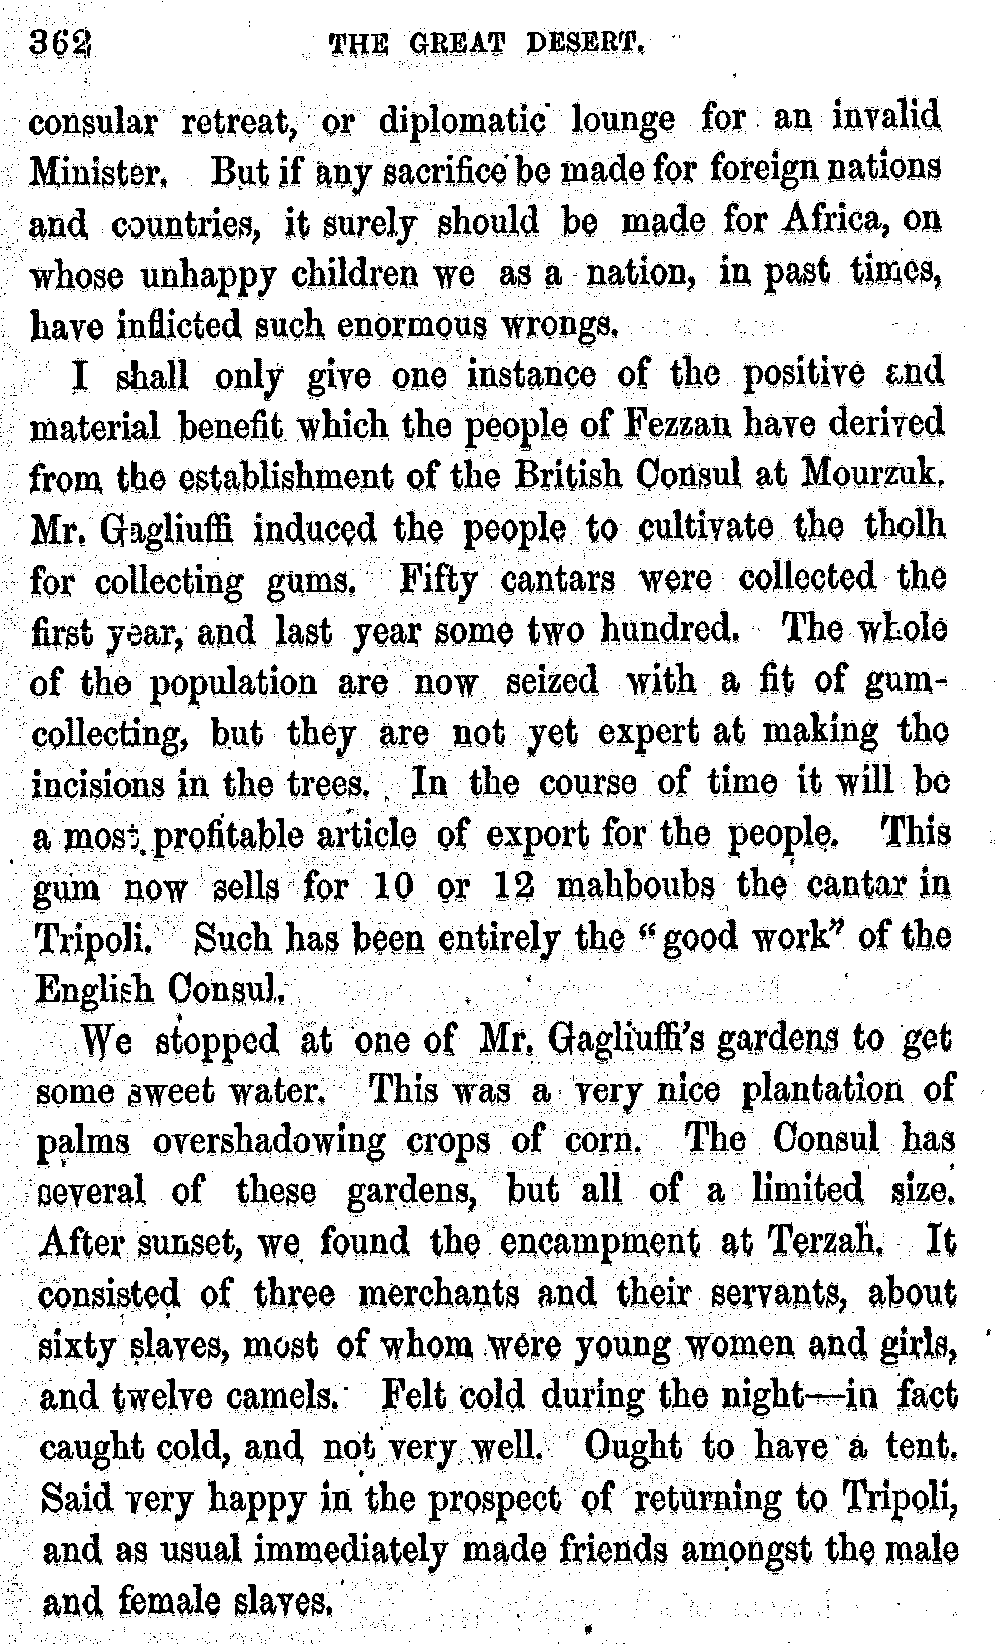 362 THE GREAT DESERT.
consular retreat, or diplomatic lounge for an invalid
Minister. But if any sacrifice be made for foreign nations
and countries, it surely should be made for Africa, on
whose unhappy children we as a nation, in past times,
have inflicted such enormous wrongs.
I shall only give one instance of the positive and
material benefit which the people of Fezzan have derived
from the establishment of the British Consul at Mourzuk.
Mr. Gagliuffi induced the people to cultivate the tholh
for collecting gums. Fifty cantars were collected the
first year, and last year some two hundred. The whole
of the population are now seized with a fit of gum-
collecting, but they are not yet expert at making the
incisions in the trees. In the course of time it will be
a most profitable article of export for the people. This
gum now sells for 10 or 12 mahboubs the cantar in
Tripoli. Such has been entirely the “good work” of the
English Consul.
We stopped at one of Mr. Gagliuffi's gardens to get
some sweet water. This was a very nice plantation of
palms overshadowing crops of corn. The Consul has
several of these gardens, but all of a limited size.
After sunset, we found the encampment at Terzah. It
consisted of three merchants and their servants, about
sixty slaves, most of whom were young women and girls,
and twelve camels. Felt cold during the night—in fact
caught cold, and not very well. Ought to have a tent.
Said very happy in the prospect of returning to Tripoli,
and as usual immediately made friends amongst the male
and female slaves.